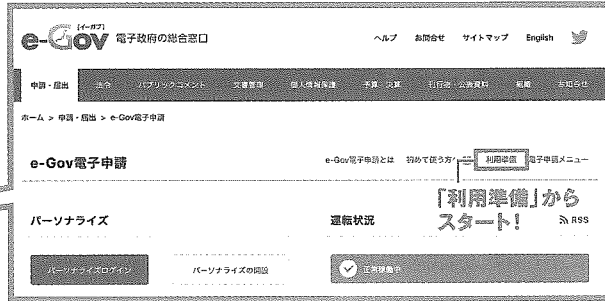 e-Gov [イーガブ] 電子政府の総合窓口
ヘルプ お問合せ サイトマップ English
申請・届出 法令 パブリックコメント 文書管理 個人情報保護 予算・決算 刊行物・公表資料 組織 お知らせ
ホーム > 申請・届出 > e-Gov電子申請
e-Gov電子申請
e-Gov電子申請とは 初めて使う方 利用準備 電子申請メニュー
「利用準備」から
スタート!
パーソナライズ 運転状況 RSS
パーソナライズログイン パーソナライズの開設 正常稼働中